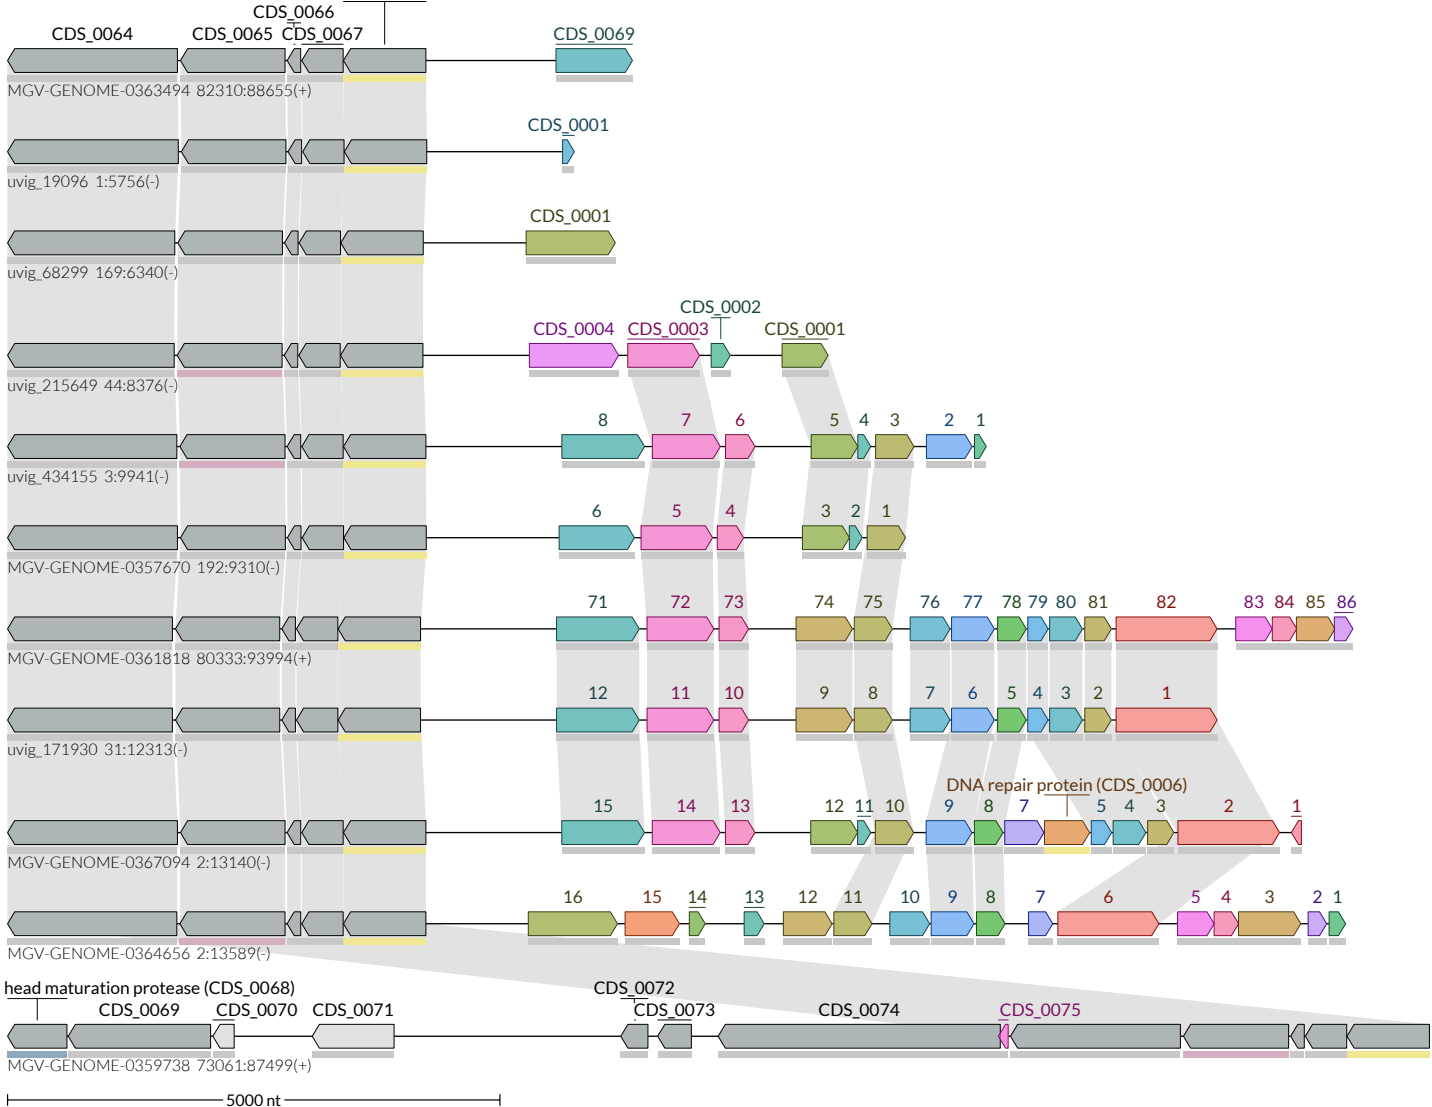 CDS_0066
CDS_0064 CDS_0065 CDS_0067 CDS_0069
MGV-GENOME-0363494 82310:88655(+)
CDS_0001
uvig_19096 1:5756(-)
CDS_0001
uvig_68299 169:6340(-)
CDS_0002
CDS_0004 CDS_0003 CDS_0001
uvig_215649 44:8376(-)
8 7 6 5 4 3 2 1
uvig_434155 3:9941(-)
6 5 4 3 2 1
MGV-GENOME-0357670 192:9310(-)
71 72 73 74 75 76 77 78 79 80 81 82 83 84 85 86
MGV-GENOME-0361818 80333:93994(+)
12 11 10 9 8 7 6 5 4 3 2 1
uvig_171930 31:12313(-)
DNA repair protein (CDS_0006)
15 14 13 12 11 10 9 8 7 5 4 3 2 1
MGV-GENOME-0367094 2:13140(-)
16 15 14 13 12 11 10 9 8 7 6 5 4 3 2 1
MGV-GENOME-0364656 2:13589(-)
head maturation protease (CDS_0068) CDS_0072
CDS_0069 CDS_0070 CDS_0071 CDS_0073 CDS_0074 CDS_0075
MGV-GENOME-0359738 73061:87499(+)
5000 nt